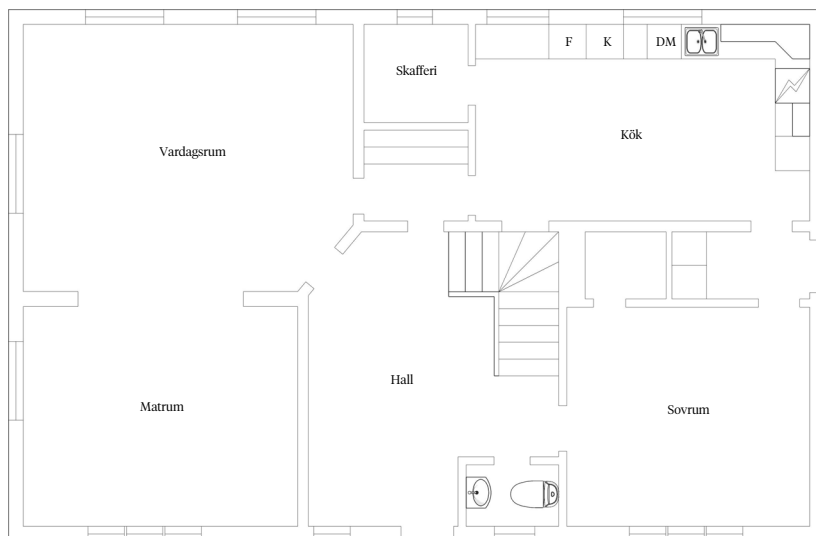 F K DM
Skafferi
Kök
Vardagsrum
Hall
Matrum
Sovrum